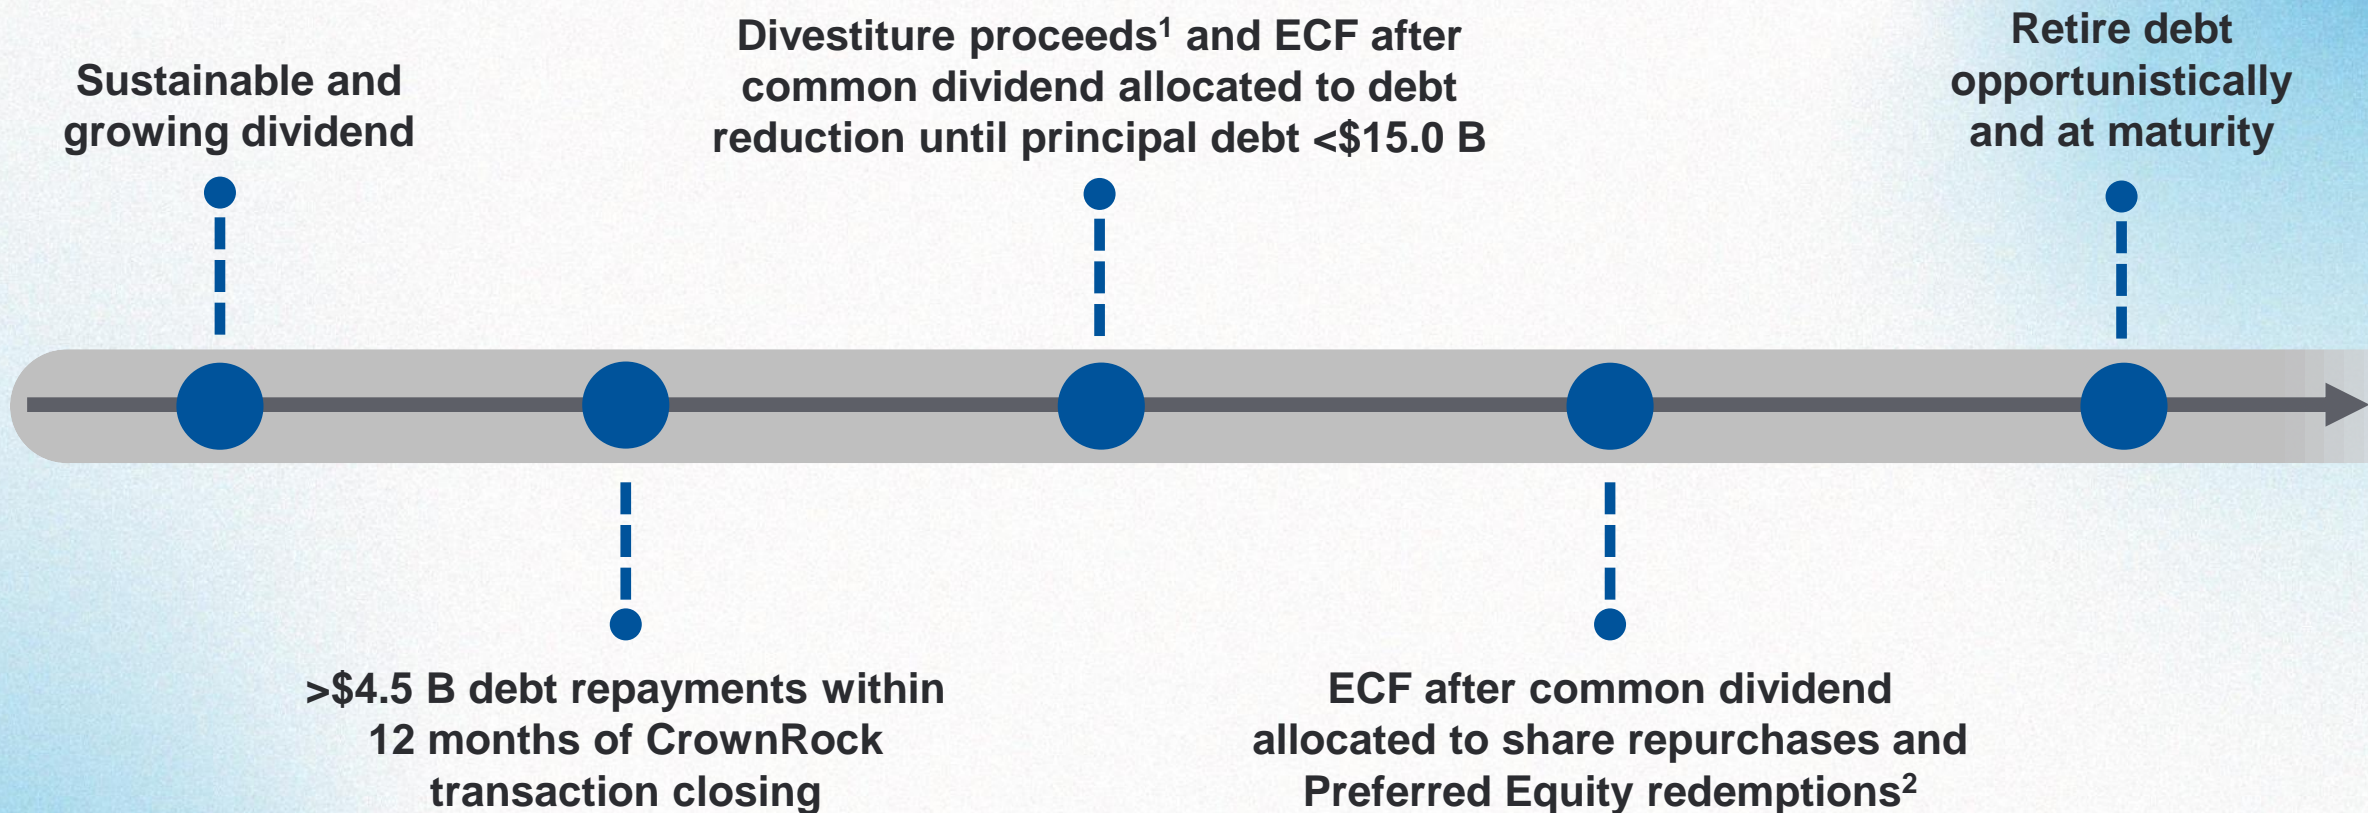 Sustainable and
growing dividend
>$4.5 B debt repayments within
12 months of CrownRock
transaction closing
Divestiture proceeds¹ and ECF after
common dividend allocated to debt
reduction until principal debt <$15.0 B
ECF after common dividend
allocated to share repurchases and
Preferred Equity redemptions²
Retire debt
opportunistically
and at maturity